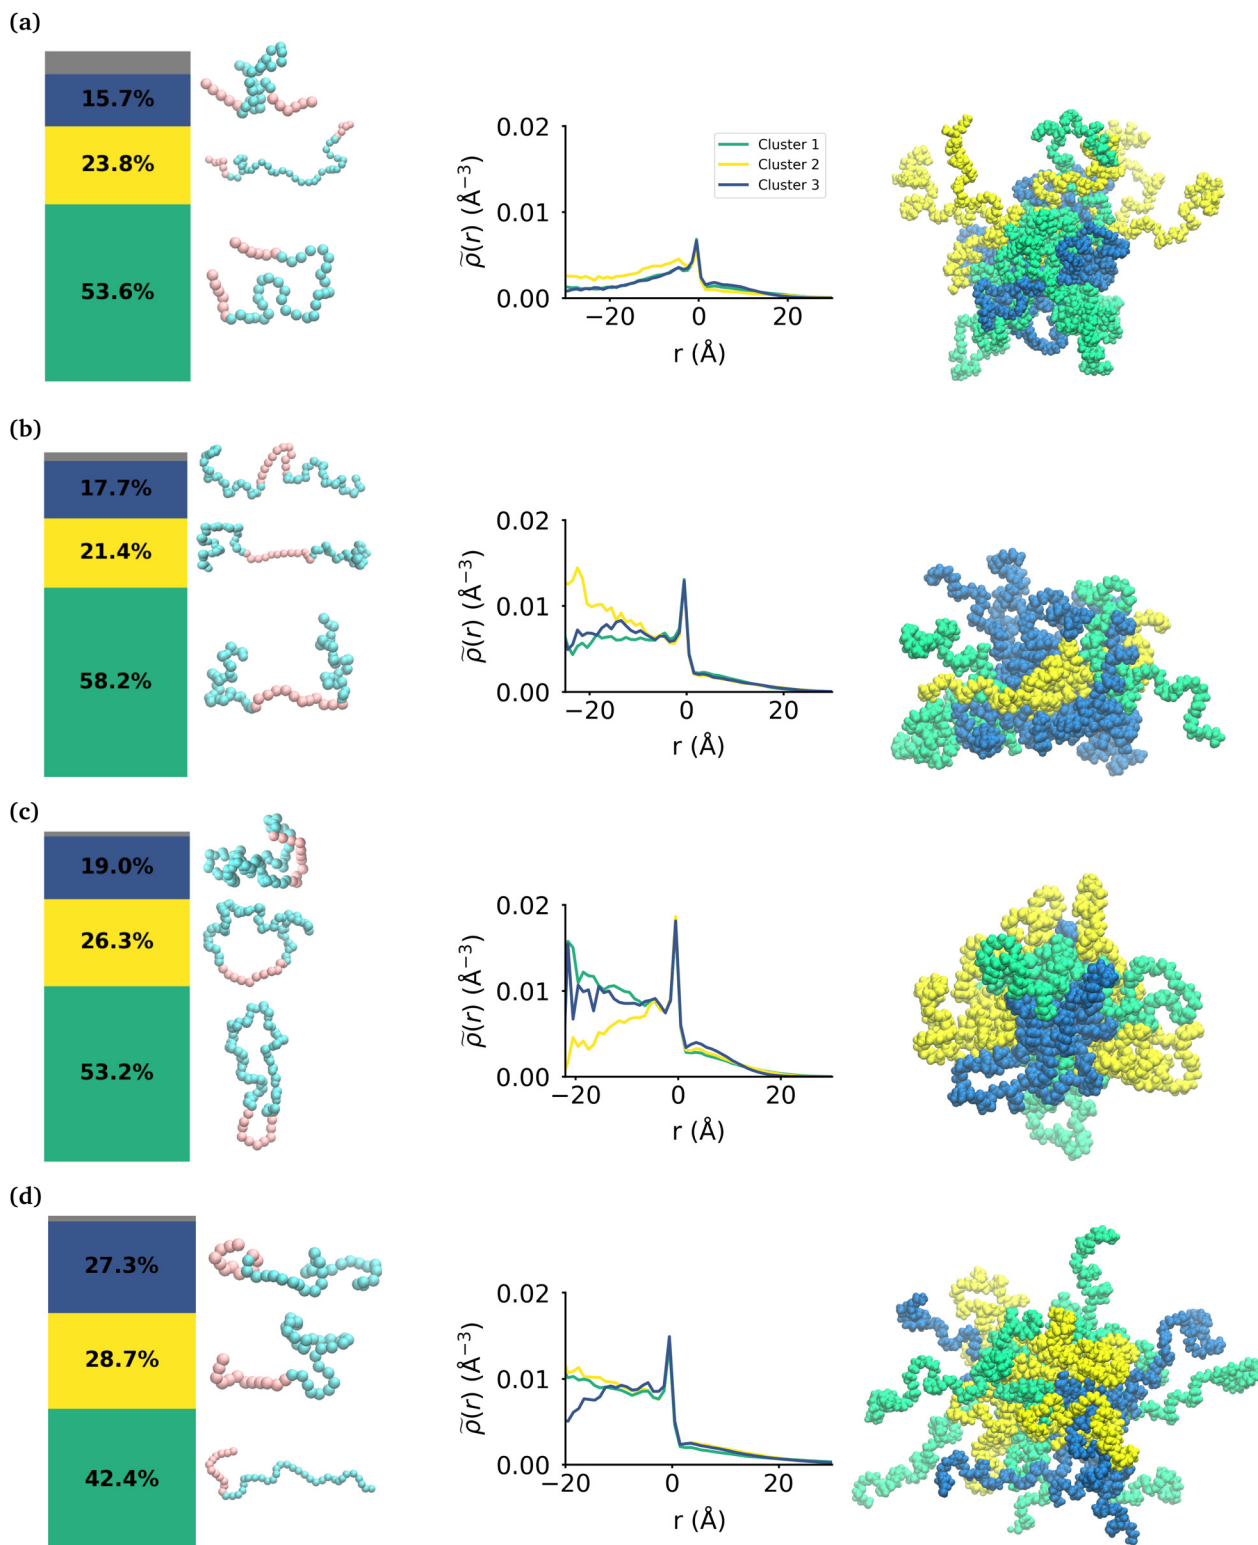 (a)
15.7%
23.8%
53.6%
0.02
0.01
0.00
ρ̃(r) (Å⁻³)
Cluster 1
Cluster 2
Cluster 3
−20 0 20
r (Å)
(b)
17.7%
21.4%
58.2%
0.02
0.01
0.00
ρ̃(r) (Å⁻³)
−20 0 20
r (Å)
(c)
19.0%
26.3%
53.2%
0.02
0.01
0.00
ρ̃(r) (Å⁻³)
−20 0 20
r (Å)
(d)
27.3%
28.7%
42.4%
0.02
0.01
0.00
ρ̃(r) (Å⁻³)
−20 0 20
r (Å)